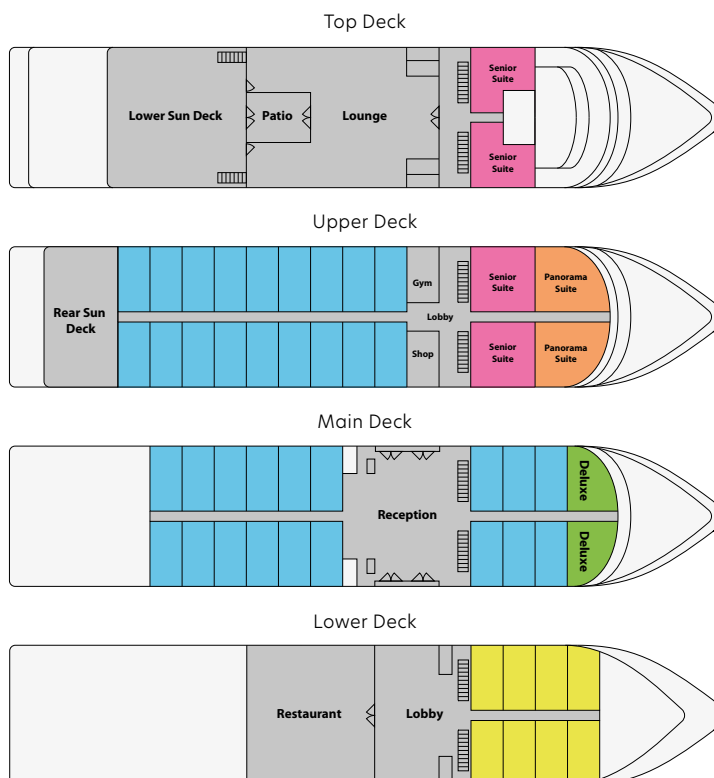 Top Deck
Senior
Suite
Lower Sun Deck
Patio
Lounge
Senior
Suite
Upper Deck
Gym
Senior
Suite
Panorama
Suite
Rear Sun
Deck
Lobby
Shop
Senior
Suite
Panorama
Suite
Main Deck
Deluxe
Reception
Deluxe
Lower Deck
Restaurant
Lobby